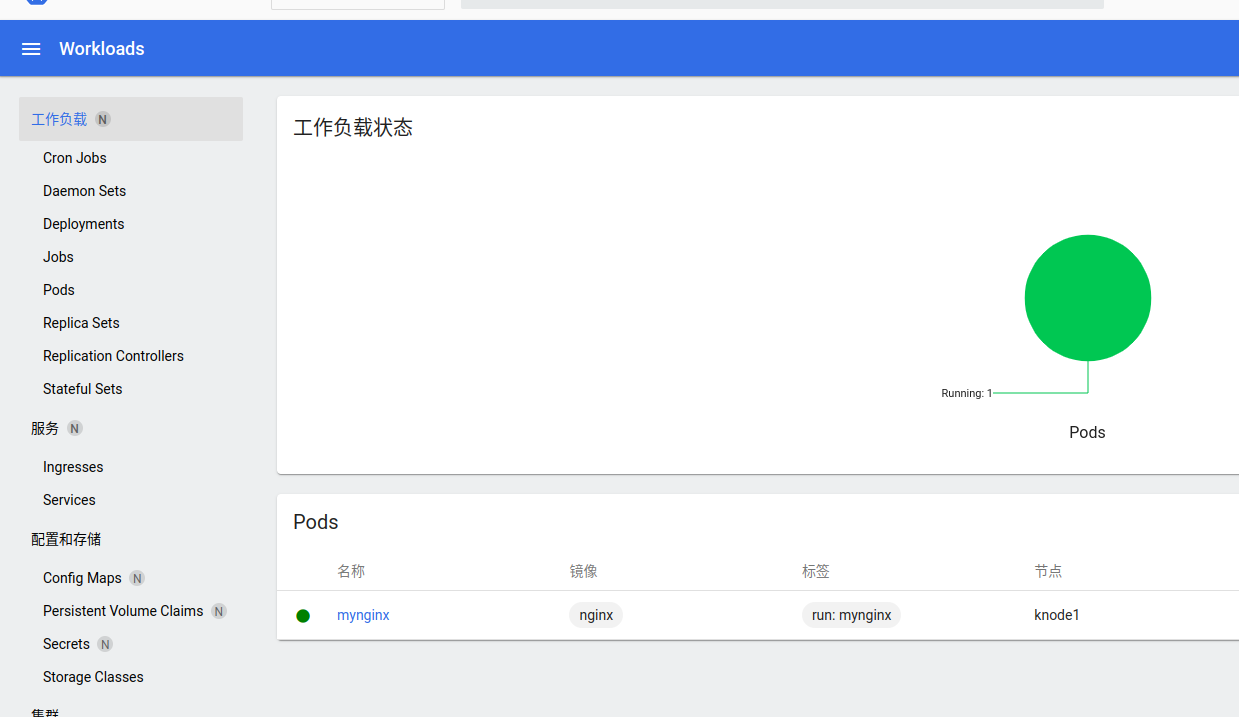 Workloads
工作负载 N
Cron Jobs
Daemon Sets
Deployments
Jobs
Pods
Replica Sets
Replication Controllers
Stateful Sets
服务 N
Ingresses
Services
配置和存储
Config Maps N
Persistent Volume Claims N
Secrets N
Storage Classes
集群
工作负载状态
Running: 1
Pods
Pods
名称 镜像 标签 节点
mynginx nginx run: mynginx knode1